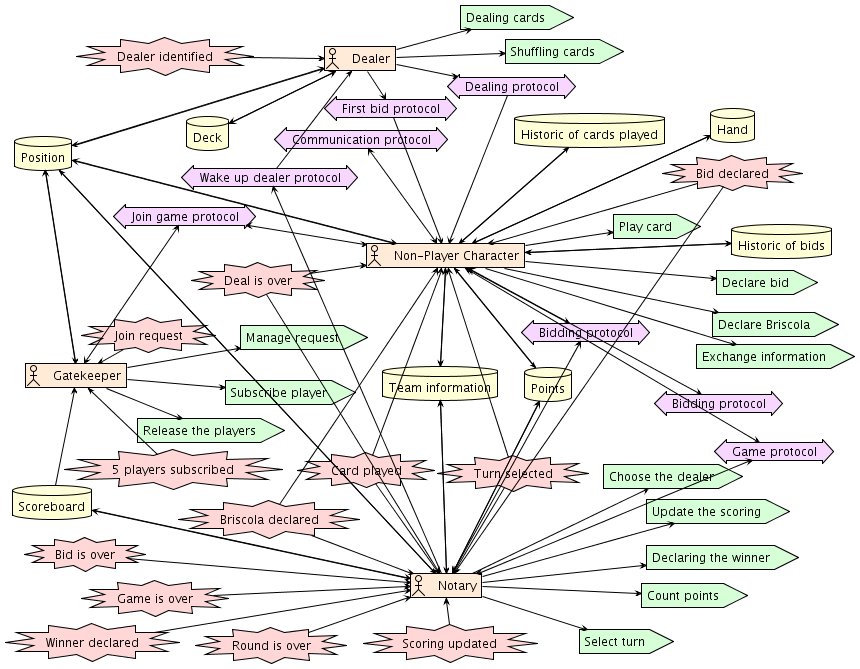 Dealing cards
Shuffling cards
Dealer identified
Dealer
Dealing protocol
First bid protocol
Deck
Historic of cards played
Hand
Communication protocol
Position
Wake up dealer protocol
Bid declared
Join game protocol
Play card
Historic of bids
Non-Player Character
Deal is over
Declare bid
Declare Briscola
Bidding protocol
Join request
Manage request
Exchange information
Gatekeeper
Subscribe player
Team information
Points
Bidding protocol
Release the players
Game protocol
5 players subscribed
Card played
Turn selected
Choose the dealer
Scoreboard
Briscola declared
Update the scoring
Bid is over
Declaring the winner
Notary
Game is over
Count points
Winner declared
Round is over
Scoring updated
Select turn